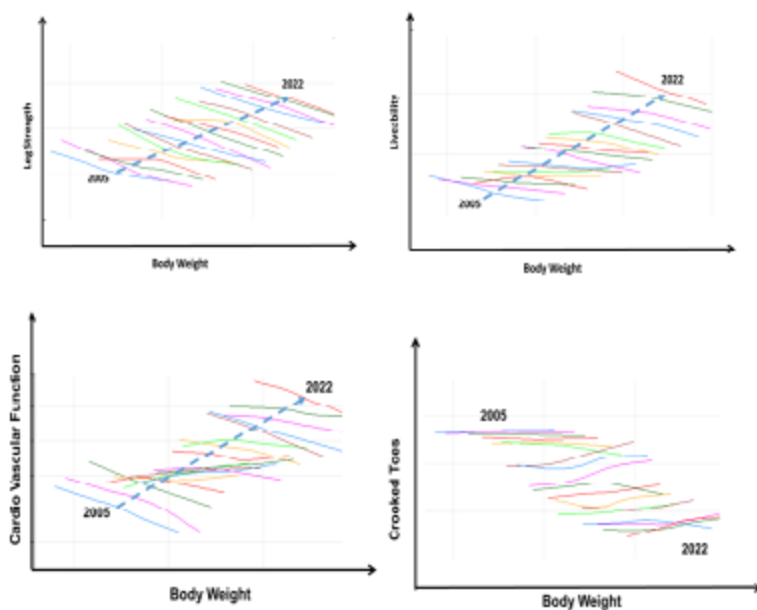 2022
Leg Strength
2005
Body Weight
2022
Liveability
2005
Body Weight
2022
Cardio Vascular Function
2005
Body Weight
2005
Crooked Toes
2022
Body Weight